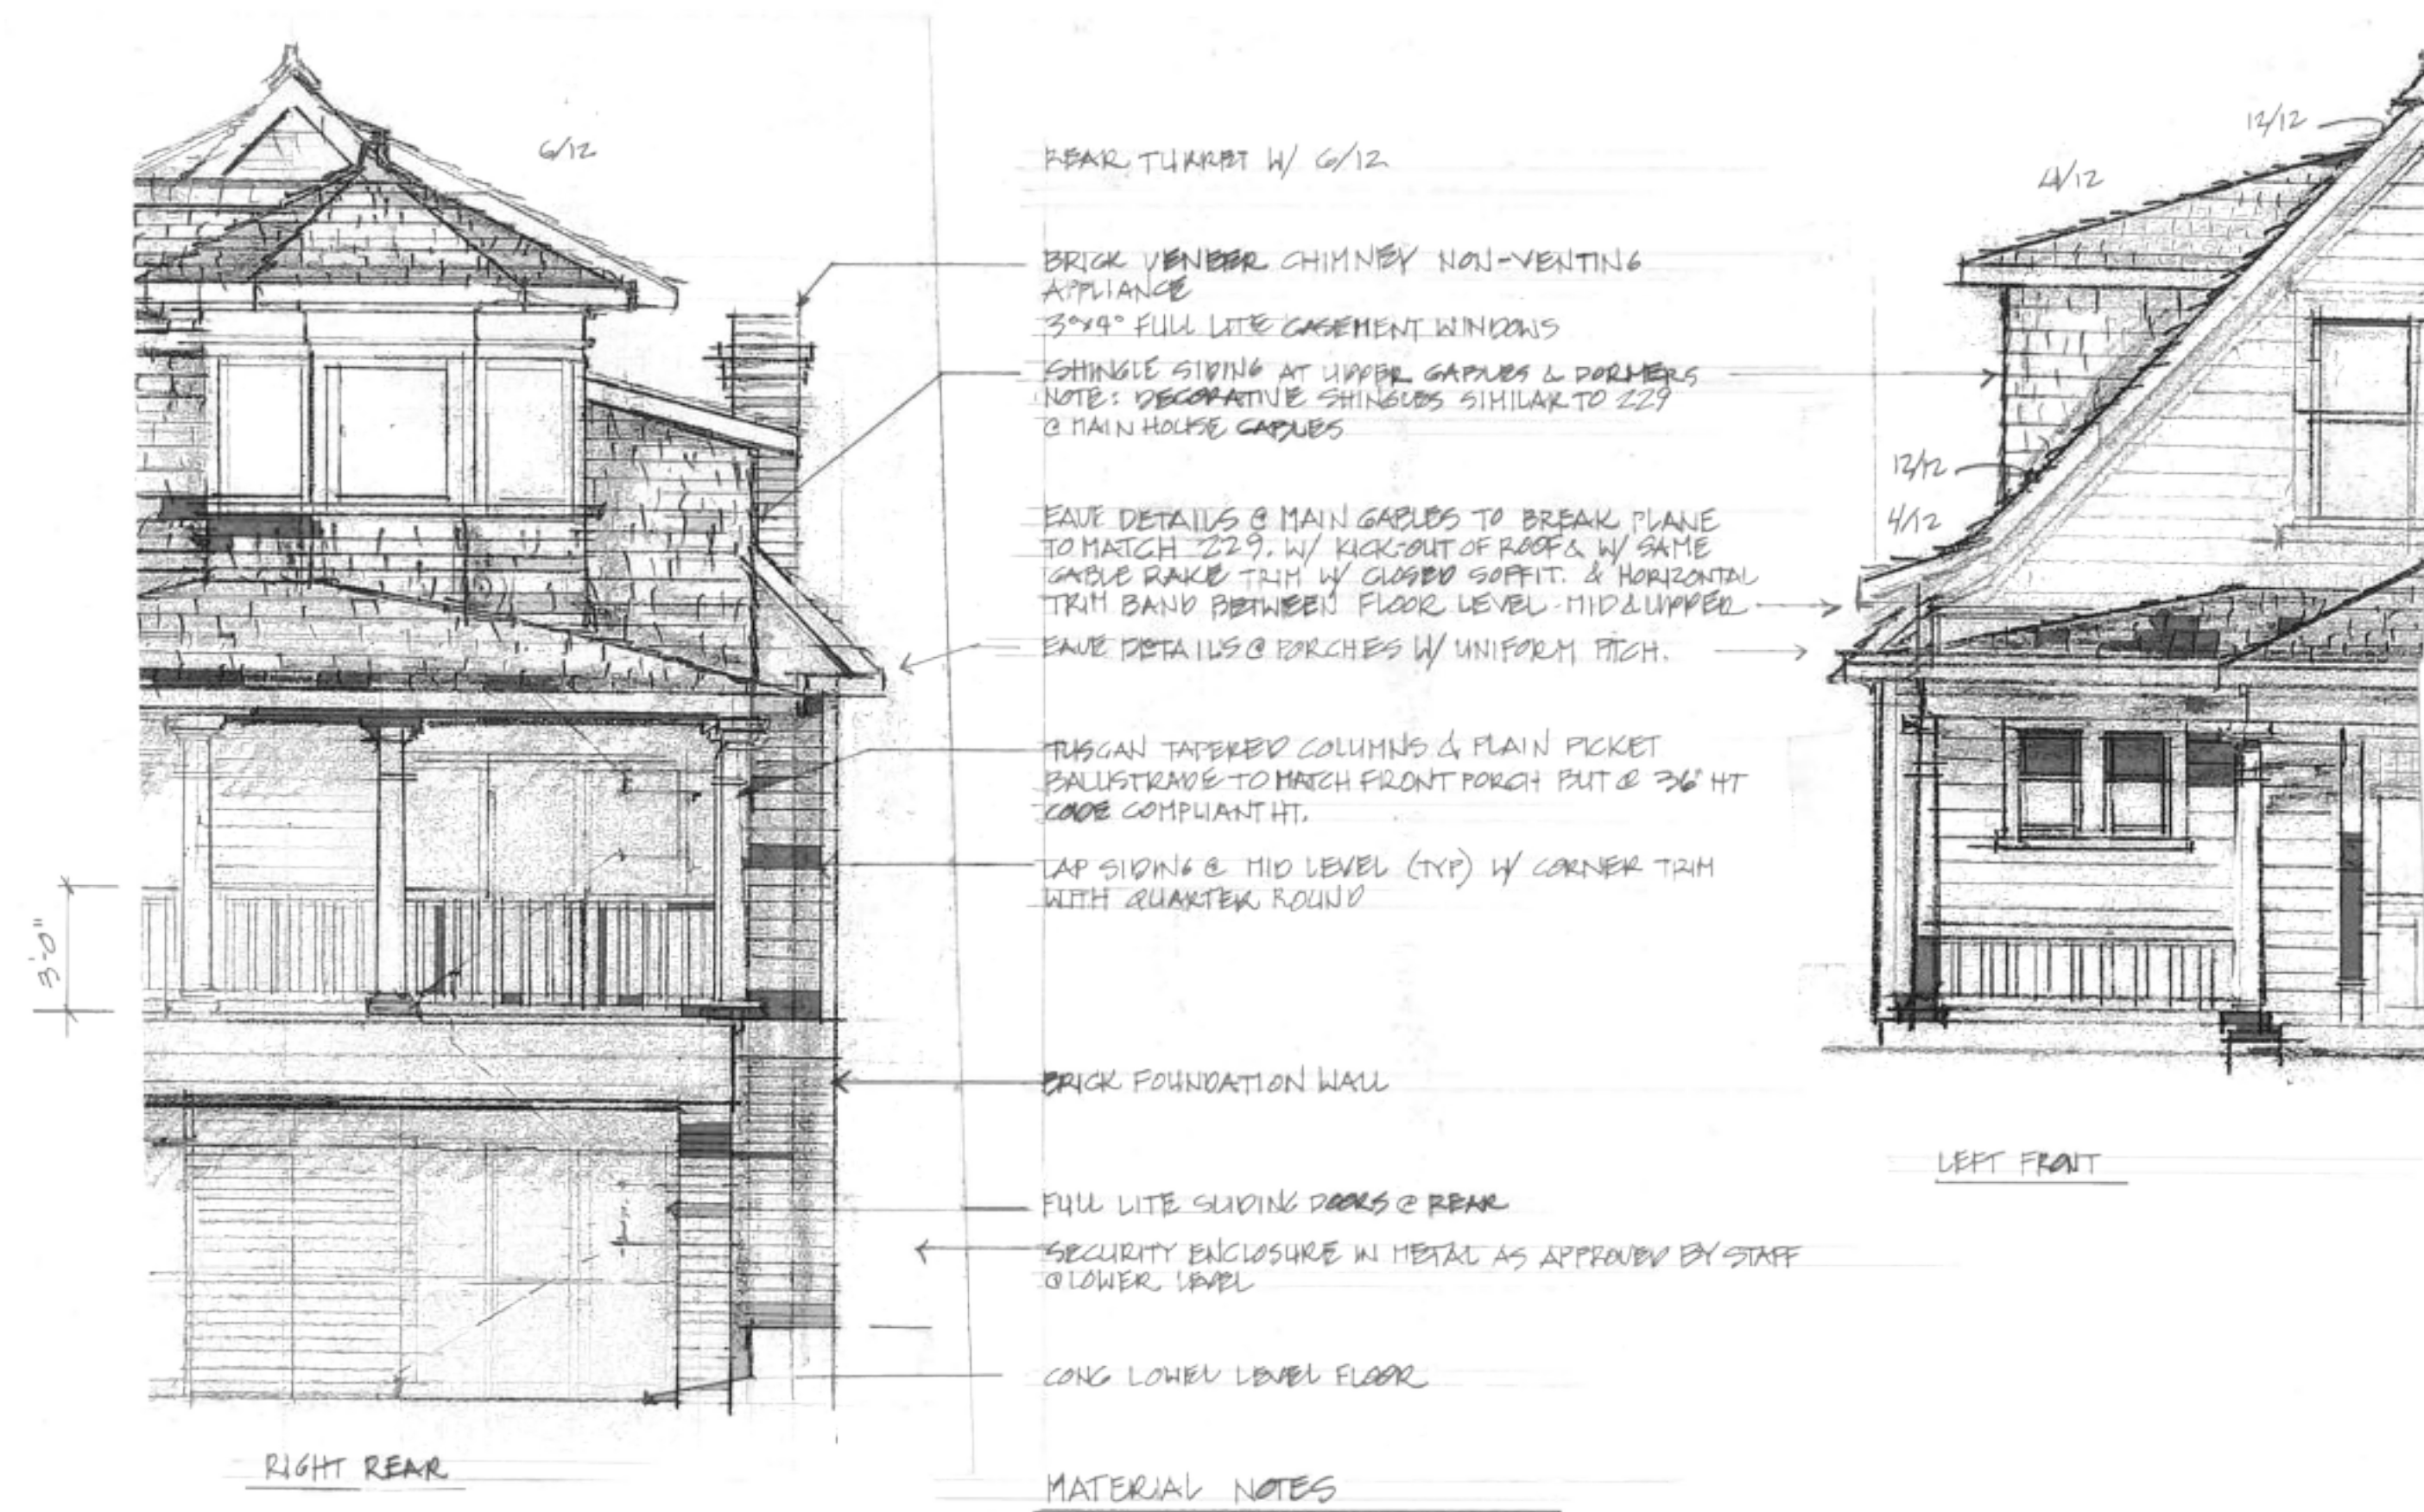 6/12
3'-0"
RIGHT REAR
REAR TURRET W/ 6/12
BRICK VENEER CHIMNEY NON-VENTING
APPLIANCE
3⁰x4⁰ FULL LITE CASEMENT WINDOWS
SHINGLE SIDING AT UPPER GABLES & DORMERS
NOTE: DECORATIVE SHINGLES SIMILAR TO 229
@ MAIN HOUSE GABLES
EAVE DETAILS @ MAIN GABLES TO BREAK PLANE
TO MATCH 229. W/ KICK-OUT OF ROOF & W/ SAME
GABLE RAKE TRIM W/ CLOSED SOFFIT. & HORIZONTAL
TRIM BAND BETWEEN FLOOR LEVEL-MID & UPPER
EAVE DETAILS @ PORCHES W/ UNIFORM PITCH.
TUSCAN TAPERED COLUMNS & PLAIN PICKET
BALUSTRADE TO MATCH FRONT PORCH BUT @ 36" HT
CODE COMPLIANT HT.
LAP SIDING @ MID LEVEL (TYP) W/ CORNER TRIM
WITH QUARTER ROUND
BRICK FOUNDATION WALL
FULL LITE SLIDING DOORS @ REAR
SECURITY ENCLOSURE IN METAL AS APPROVED BY STAFF
@ LOWER LEVEL
CONC LOWEL LEVEL FLOOR
MATERIAL NOTES
12/12
4/12
12/12
4/12
LEFT FRONT